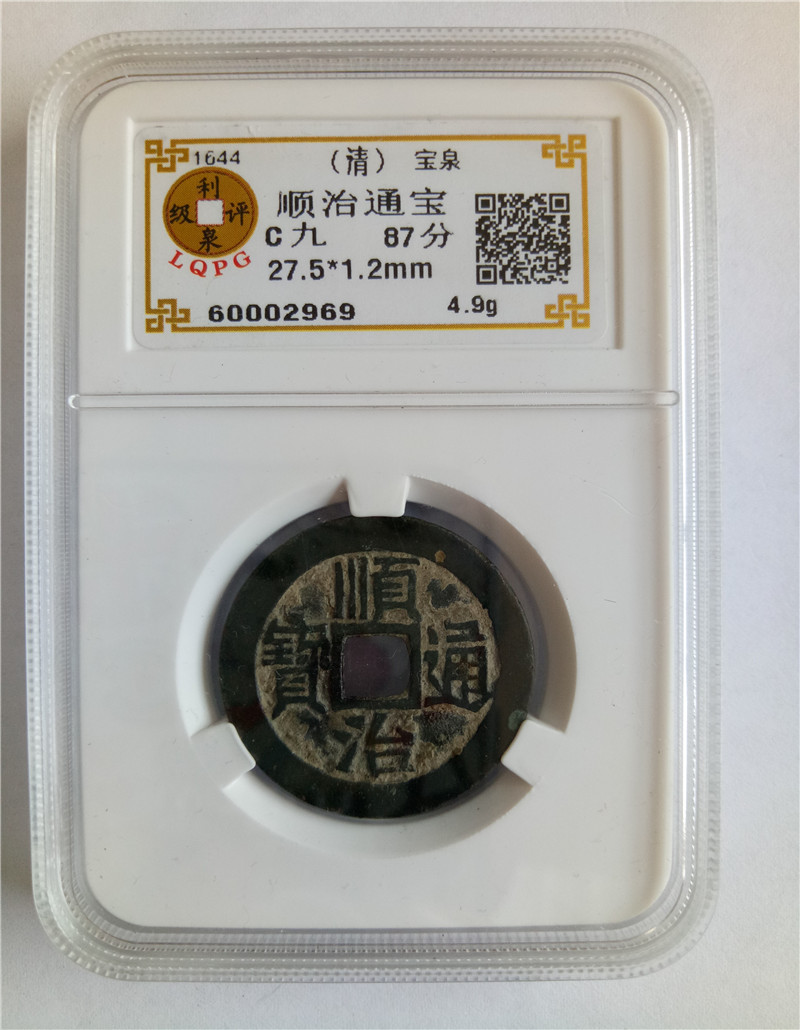 1644 （清） 宝泉
利泉评级
LQPG
顺治通宝
C九 87分
27.5*1.2mm
60002969 4.9g
順治通寶